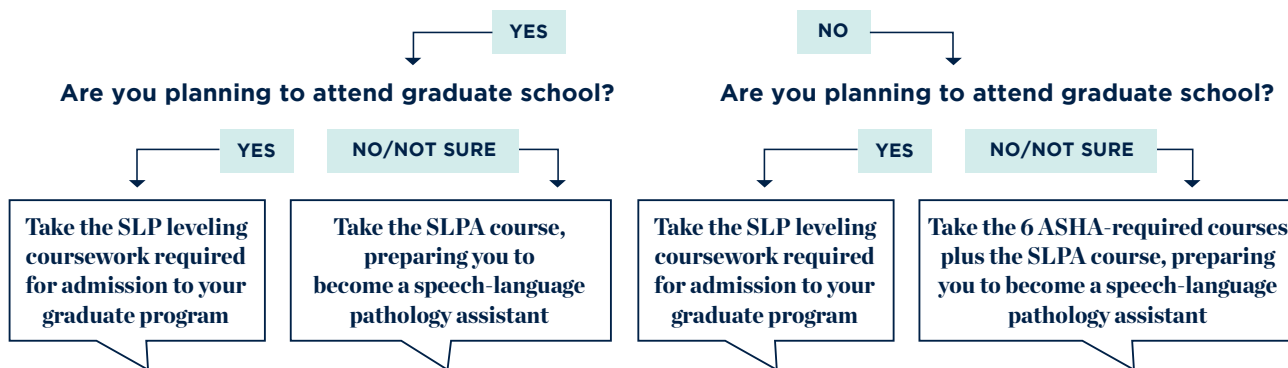 YES
NO
Are you planning to attend graduate school?
Are you planning to attend graduate school?
YES
NO/NOT SURE
YES
NO/NOT SURE
Take the SLP leveling
coursework required
for admission to your
graduate program
Take the SLPA course,
preparing you to
become a speech-language
pathology assistant
Take the SLP leveling
coursework required
for admission to your
graduate program
Take the 6 ASHA-required courses
plus the SLPA course, preparing
you to become a speech-language
pathology assistant